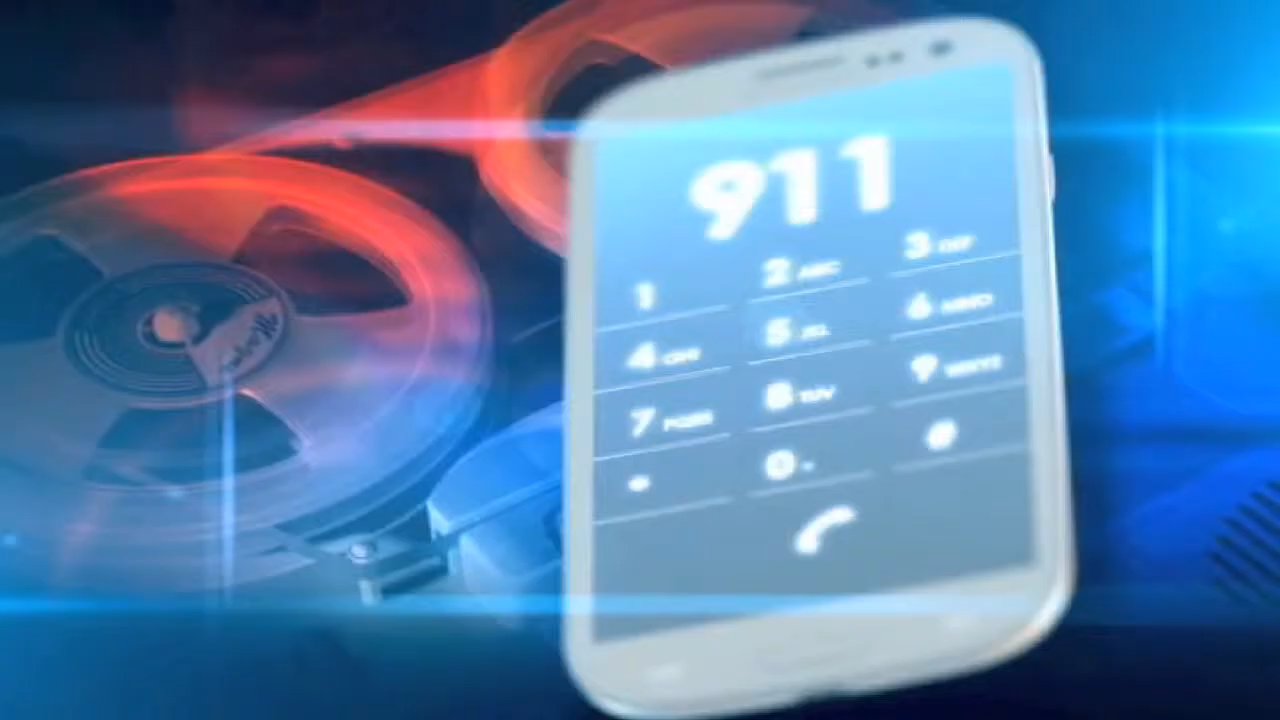 911
1
2 ABC
3 DEF
4 GHI
5 JKL
6 MNO
7 PQRS
8 TUV
9 WXYZ
*
0 +
#